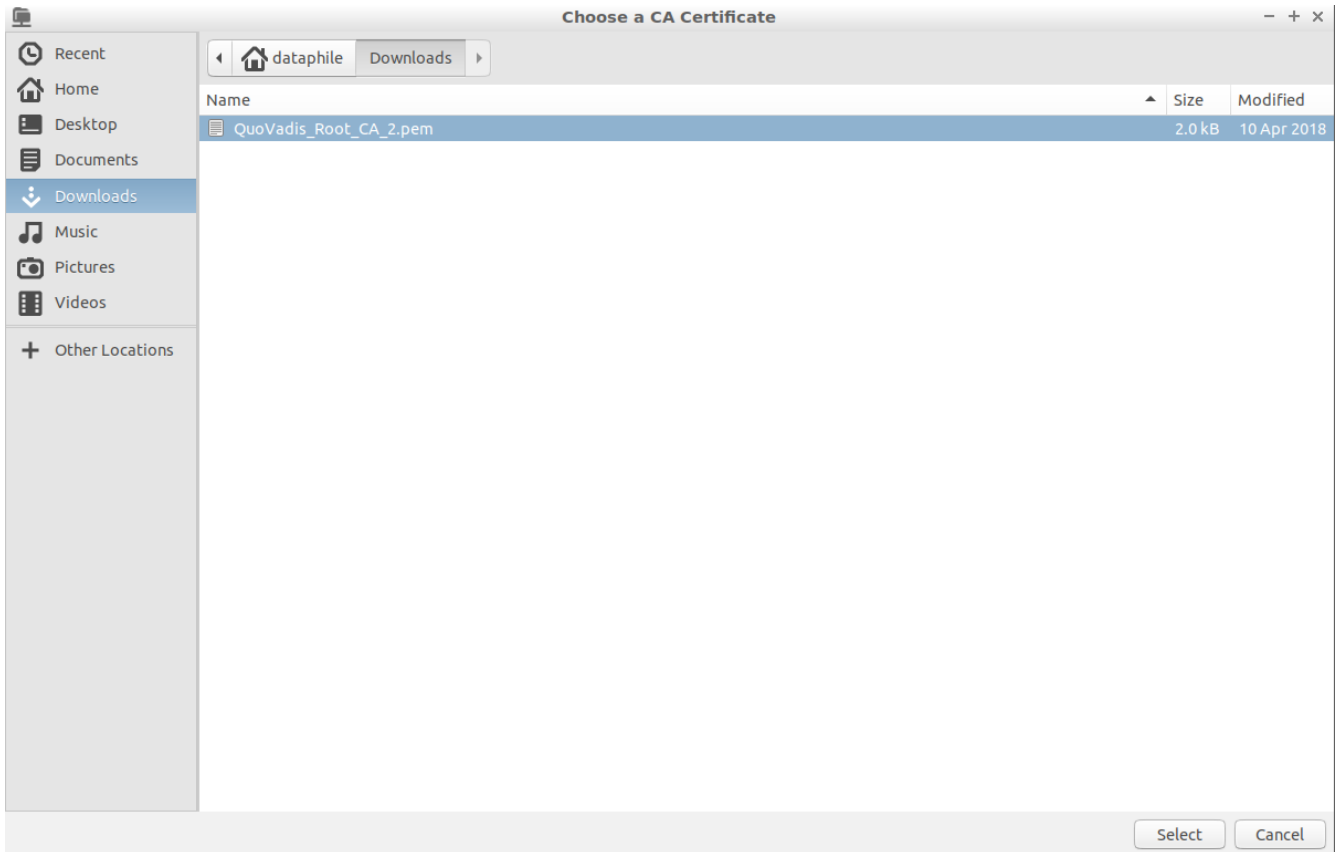 Choose a CA Certificate
Recent
Home
Desktop
Documents
Downloads
Music
Pictures
Videos
Other Locations
dataphile Downloads
Name Size Modified
QuoVadis_Root_CA_2.pem 2.0 kB 10 Apr 2018
Select Cancel